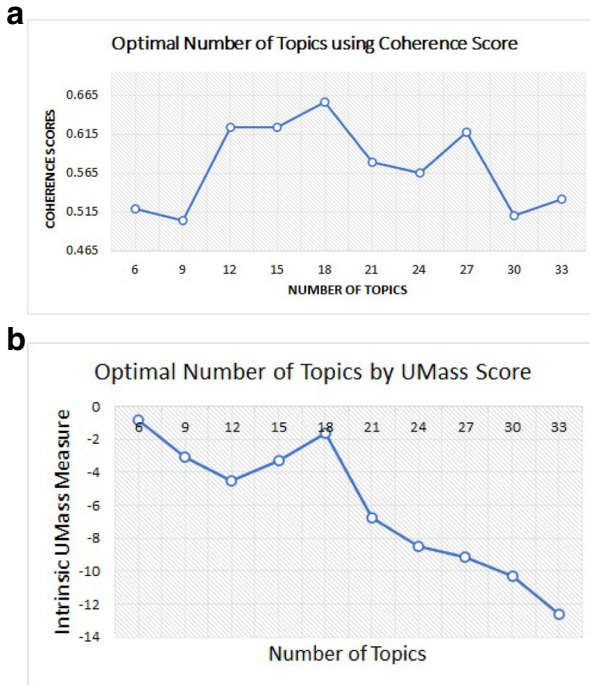 a
Optimal Number of Topics using Coherence Score
COHERENCE SCORES
0.665
0.615
0.565
0.515
0.465
6 9 12 15 18 21 24 27 30 33
NUMBER OF TOPICS
b
Optimal Number of Topics by UMass Score
Intrinsic UMass Measure
0
-2
-4
-6
-8
-10
-12
-14
6 9 12 15 18 21 24 27 30 33
Number of Topics